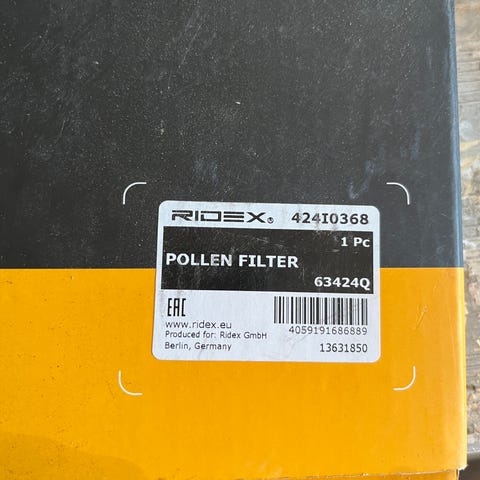 RIDEX® 424I0368
1 Pc
POLLEN FILTER
63424Q
EAC
www.ridex.eu
Produced for: Ridex GmbH
Berlin, Germany
4059191686889
13631850